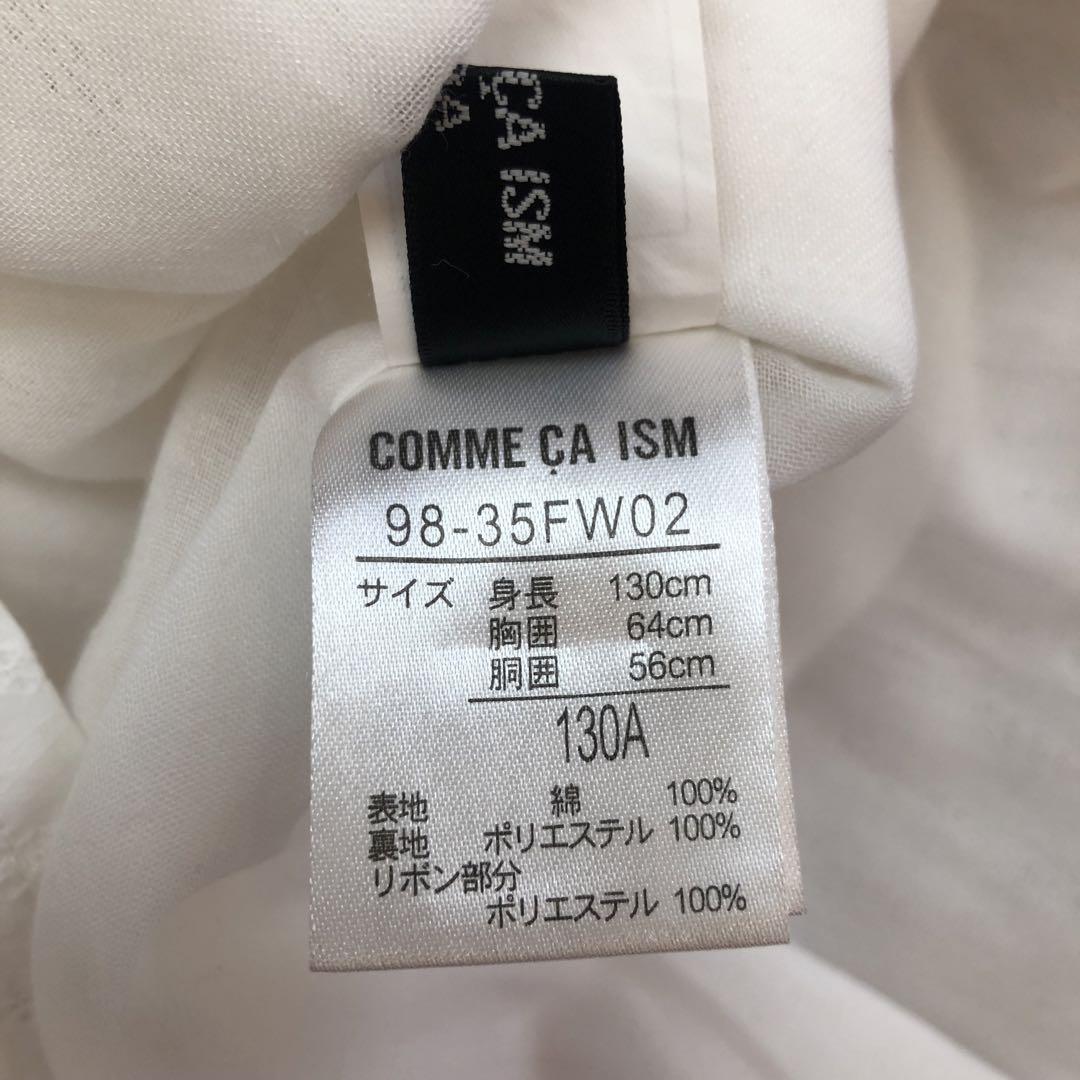 ÇA ISM
COMME ÇA ISM
98-35FW02
サイズ 身長 130cm
胸囲 64cm
胴囲 56cm
130A
表地 綿 100%
裏地 ポリエステル 100%
リボン部分
ポリエステル 100%